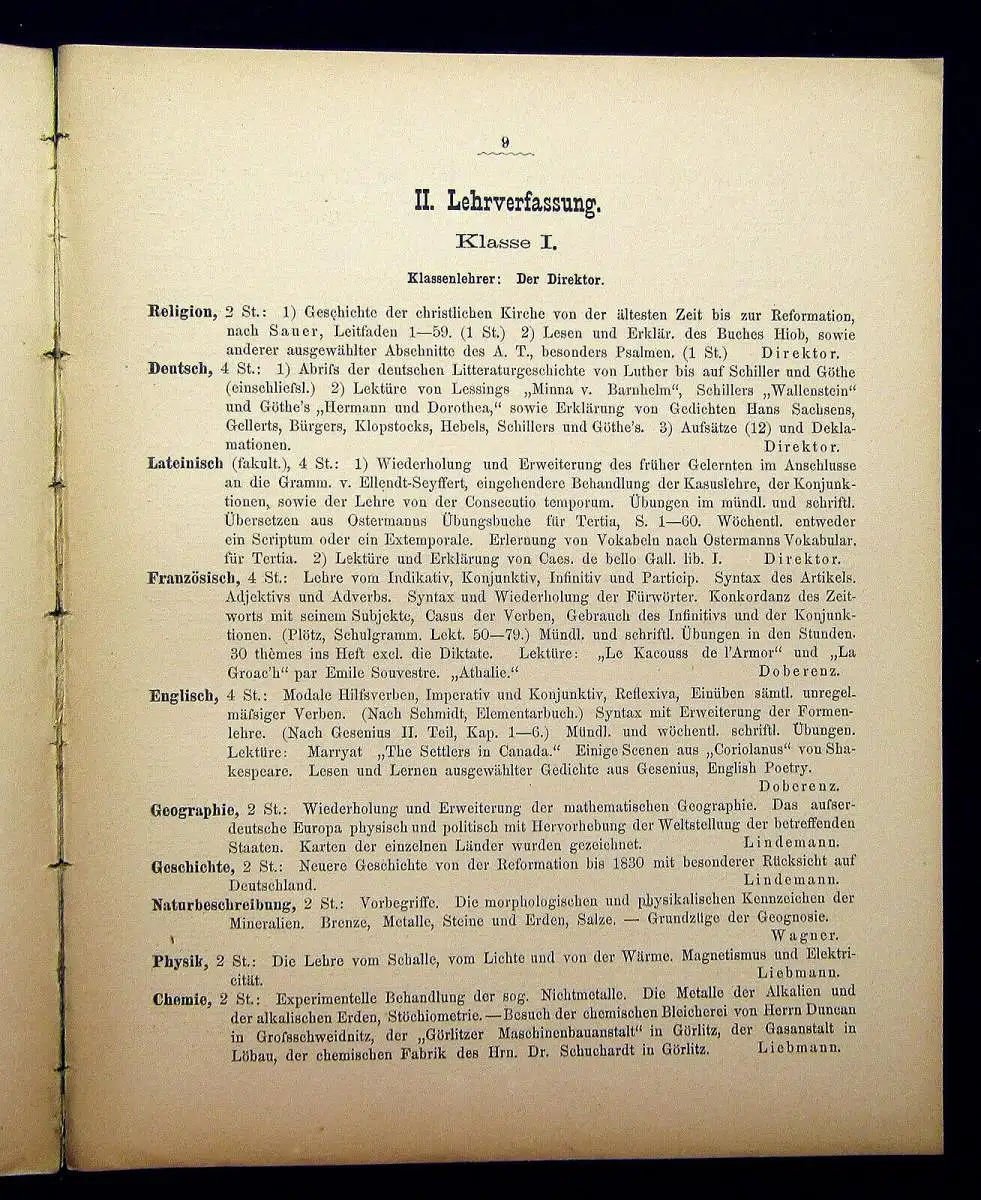 9
II. Lehrverfassung.
Klasse I.
Klassenlehrer: Der Direktor.
Religion, 2 St.: 1) Geschichte der christlichen Kirche von der ältesten Zeit bis zur Reformation,
nach Sauer, Leitfaden 1—59. (1 St.) 2) Lesen und Erklär. des Buches Hiob, sowie
anderer ausgewählter Abschnitte des A. T., besonders Psalmen. (1 St.) Direktor.
Deutsch, 4 St.: 1) Abriſs der deutschen Litteraturgeschichte von Luther bis auf Schiller und Göthe
(einschlieſsl.) 2) Lektüre von Lessings „Minna v. Barnhelm“, Schillers „Wallenstein“
und Göthe's „Hermann und Dorothea,“ sowie Erklärung von Gedichten Hans Sachsens,
Gellerts, Bürgers, Klopstocks, Hebels, Schillers und Göthe's. 3) Aufsätze (12) und Dekla-
mationen. Direktor.
Lateinisch (fakult.), 4 St.: 1) Wiederholung und Erweiterung des früher Gelernten im Anschlusse
an die Gramm. v. Ellendt-Seyffert, eingehendere Behandlung der Kasuslehre, der Konjunk-
tionen, sowie der Lehre von der Consecutio temporum. Übungen im mündl. und schriftl.
Übersetzen aus Ostermanns Übungsbuche für Tertia, S. 1—60. Wöchentl. entweder
ein Scriptum oder ein Extemporale. Erlernung von Vokabeln nach Ostermanns Vokabular.
für Tertia. 2) Lektüre und Erklärung von Caes. de bello Gall. lib. I. Direktor.
Französisch, 4 St.: Lehre vom Indikativ, Konjunktiv, Infinitiv und Particip. Syntax des Artikels.
Adjektivs und Adverbs. Syntax und Wiederholung der Fürwörter. Konkordanz des Zeit-
worts mit seinem Subjekte, Casus der Verben, Gebrauch des Infinitivs und der Konjunk-
tionen. (Plötz, Schulgramm. Lekt. 50—79.) Mündl. und schriftl. Übungen in den Stunden.
30 thèmes ins Heft excl. die Diktate. Lektüre: „Le Kacouss de l'Armor“ und „La
Groac'h“ par Emile Souvestre. „Athalie.“ Doberenz.
Englisch, 4 St.: Modale Hilfsverben, Imperativ und Konjunktiv, Reflexiva, Einüben sämtl. unregel-
mäſsiger Verben. (Nach Schmidt, Elementarbuch.) Syntax mit Erweiterung der Formen-
lehre. (Nach Gesenius II. Teil, Kap. 1—6.) Mündl. und wöchentl. schriftl. Übungen.
Lektüre: Marryat „The Settlers in Canada.“ Einige Scenen aus „Coriolanus“ von Sha-
kespeare. Lesen und Lernen ausgewählter Gedichte aus Gesenius, English Poetry.
Doberenz.
Geographie, 2 St.: Wiederholung und Erweiterung der mathematischen Geographie. Das auſser-
deutsche Europa physisch und politisch mit Hervorhebung der Weltstellung der betreffenden
Staaten. Karten der einzelnen Länder wurden gezeichnet. Lindemann.
Geschichte, 2 St.: Neuere Geschichte von der Reformation bis 1830 mit besonderer Rücksicht auf
Deutschland. Lindemann.
Naturbeschreibung, 2 St.: Vorbegriffe. Die morphologischen und physikalischen Kennzeichen der
Mineralien. Brenze, Metalle, Steine und Erden, Salze. — Grundzüge der Geognosie.
Wagner.
Physik, 2 St.: Die Lehre vom Schalle, vom Lichte und von der Wärme. Magnetismus und Elektri-
cität. Liebmann.
Chemie, 2 St.: Experimentelle Behandlung der sog. Nichtmetalle. Die Metalle der Alkalien und
der alkalischen Erden, Stöchiometrie. — Besuch der chemischen Bleicherei von Herrn Duncan
in Groſsschweidnitz, der „Görlitzer Maschinenbauanstalt“ in Görlitz, der Gasanstalt in
Löbau, der chemischen Fabrik des Hrn. Dr. Schuchardt in Görlitz. Liebmann.